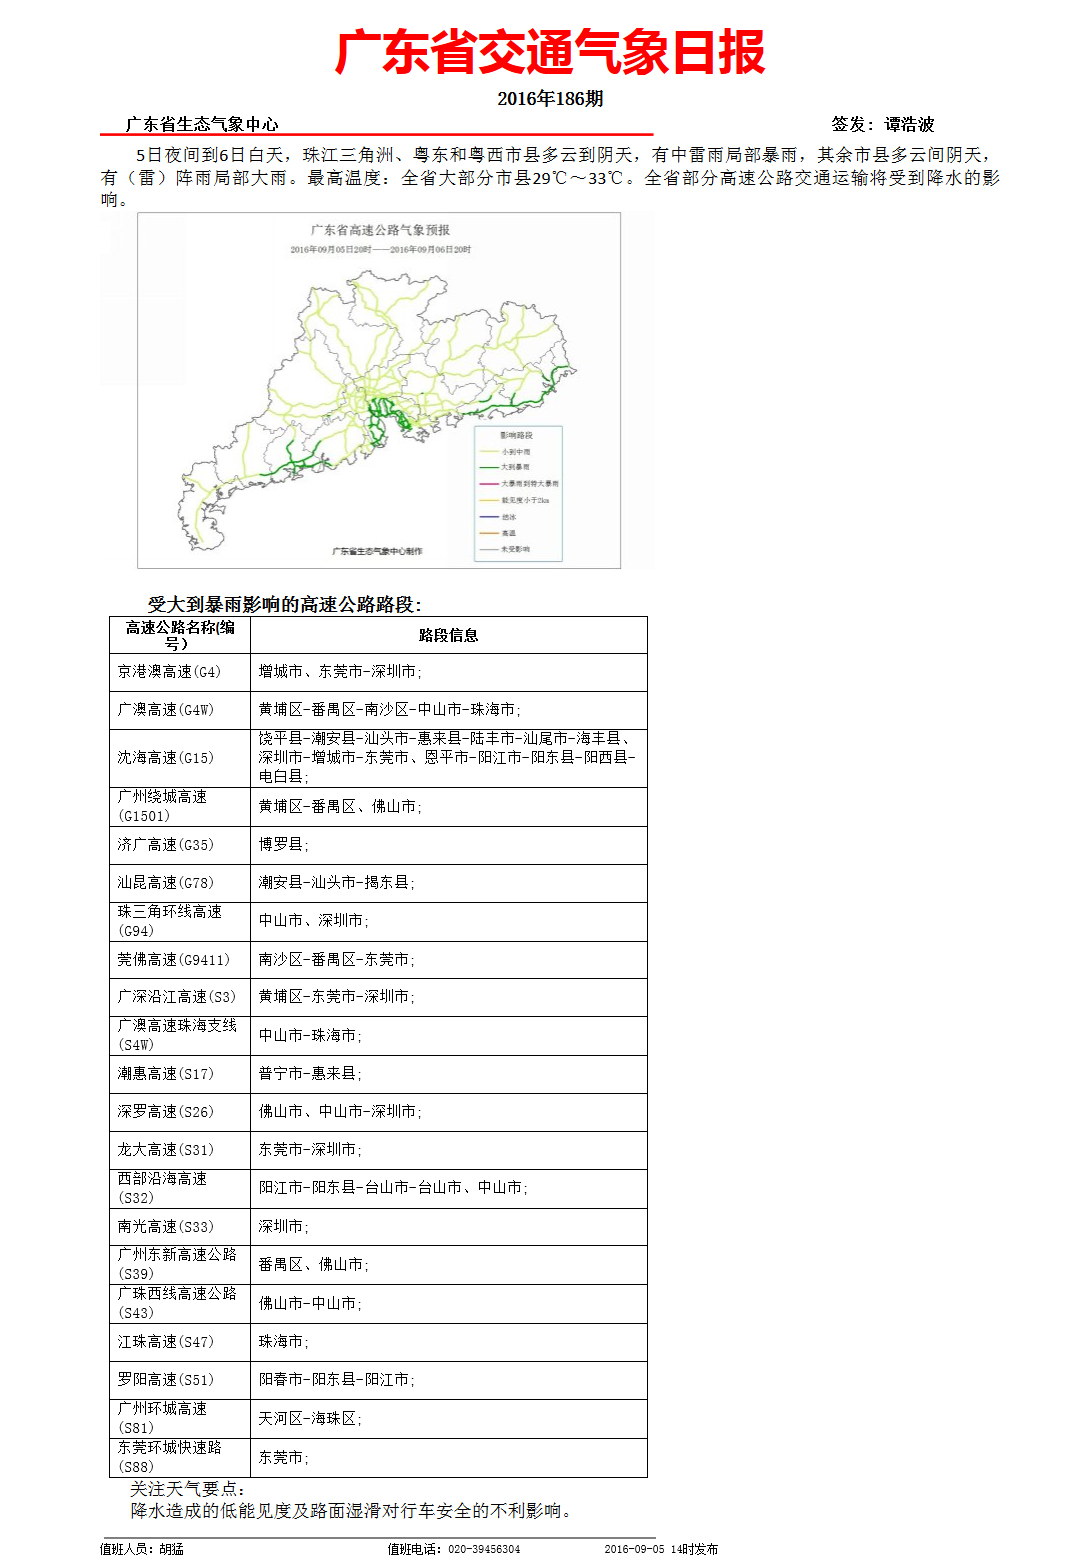 广东省交通气象日报
2016年186期
广东省生态气象中心 签发：谭浩波
5日夜间到6日白天，珠江三角洲、粤东和粤西市县多云到阴天，有中雷雨局部暴雨，其余市县多云间阴天，
有（雷）阵雨局部大雨。最高温度：全省大部分市县29℃～33℃。全省部分高速公路交通运输将受到降水的影
响。
广东省高速公路气象预报
2016年09月05日20时——2016年09月06日20时
影响路段
小到中雨
大到暴雨
大暴雨到特大暴雨
能见度小于2km
结冰
高温
未受影响
广东省生态气象中心制作
受大到暴雨影响的高速公路路段：
高速公路名称(编
号） 路段信息
京港澳高速(G4) 增城市、东莞市-深圳市;
广澳高速(G4W) 黄埔区-番禺区-南沙区-中山市-珠海市;
沈海高速(G15) 饶平县-潮安县-汕头市-惠来县-陆丰市-汕尾市-海丰县、
深圳市-增城市-东莞市、恩平市-阳江市-阳东县-阳西县-
电白县;
广州绕城高速
(G1501) 黄埔区-番禺区、佛山市;
济广高速(G35) 博罗县;
汕昆高速(G78) 潮安县-汕头市-揭东县;
珠三角环线高速
(G94) 中山市、深圳市;
莞佛高速(G9411) 南沙区-番禺区-东莞市;
广深沿江高速(S3) 黄埔区-东莞市-深圳市;
广澳高速珠海支线
(S4W) 中山市-珠海市;
潮惠高速(S17) 普宁市-惠来县;
深罗高速(S26) 佛山市、中山市-深圳市;
龙大高速(S31) 东莞市-深圳市;
西部沿海高速
(S32) 阳江市-阳东县-台山市-台山市、中山市;
南光高速(S33) 深圳市;
广州东新高速公路
(S39) 番禺区、佛山市;
广珠西线高速公路
(S43) 佛山市-中山市;
江珠高速(S47) 珠海市;
罗阳高速(S51) 阳春市-阳东县-阳江市;
广州环城高速
(S81) 天河区-海珠区;
东莞环城快速路
(S88) 东莞市;
关注天气要点：
降水造成的低能见度及路面湿滑对行车安全的不利影响。
值班人员：胡猛 值班电话：020-39456304 2016-09-05 14时发布